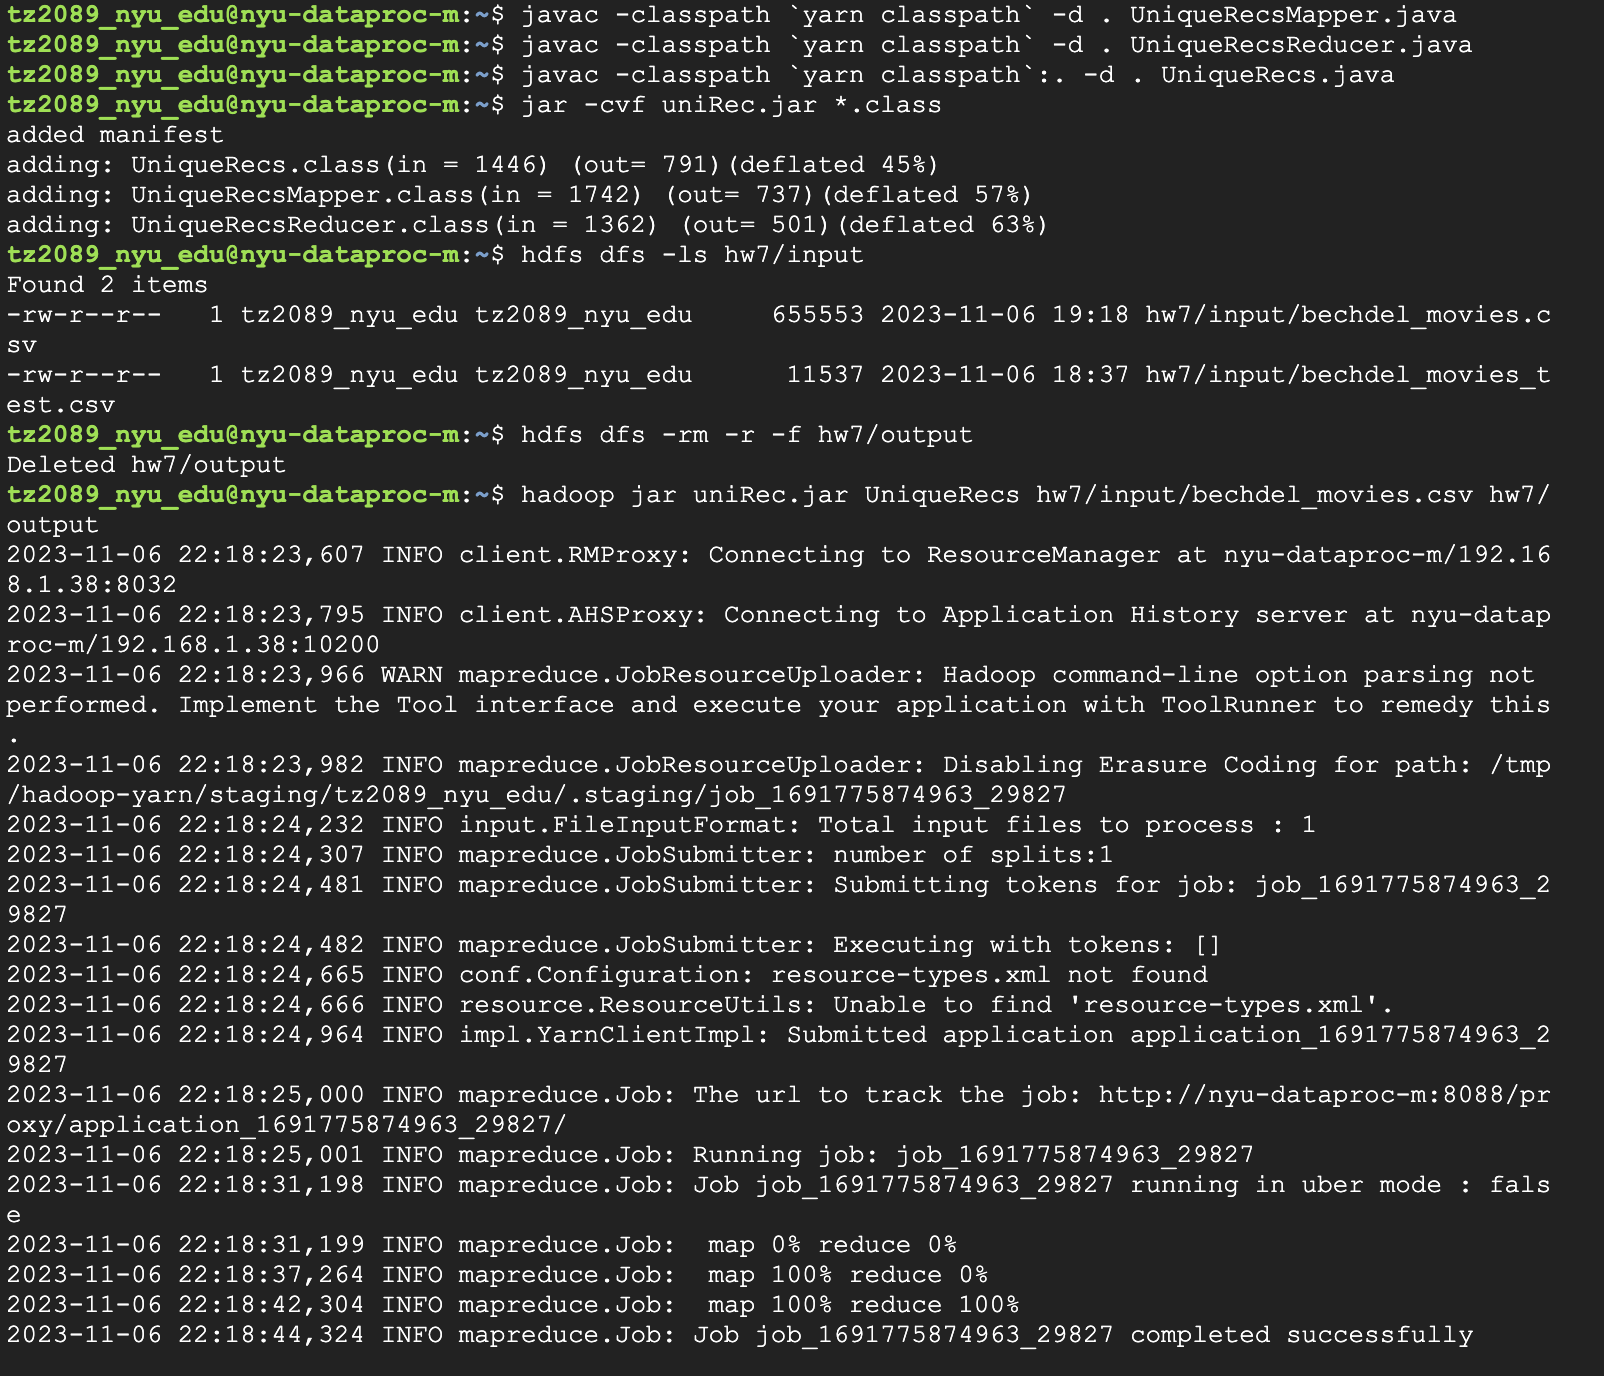 tz2089_nyu_edu@nyu-dataproc-m:~$ javac -classpath `yarn classpath` -d . UniqueRecsMapper.java
tz2089_nyu_edu@nyu-dataproc-m:~$ javac -classpath `yarn classpath` -d . UniqueRecsReducer.java
tz2089_nyu_edu@nyu-dataproc-m:~$ javac -classpath `yarn classpath`:. -d . UniqueRecs.java
tz2089_nyu_edu@nyu-dataproc-m:~$ jar -cvf uniRec.jar *.class
added manifest
adding: UniqueRecs.class(in = 1446) (out= 791)(deflated 45%)
adding: UniqueRecsMapper.class(in = 1742) (out= 737)(deflated 57%)
adding: UniqueRecsReducer.class(in = 1362) (out= 501)(deflated 63%)
tz2089_nyu_edu@nyu-dataproc-m:~$ hdfs dfs -ls hw7/input
Found 2 items
-rw-r--r--   1 tz2089_nyu_edu tz2089_nyu_edu     655553 2023-11-06 19:18 hw7/input/bechdel_movies.c
sv
-rw-r--r--   1 tz2089_nyu_edu tz2089_nyu_edu      11537 2023-11-06 18:37 hw7/input/bechdel_movies_t
est.csv
tz2089_nyu_edu@nyu-dataproc-m:~$ hdfs dfs -rm -r -f hw7/output
Deleted hw7/output
tz2089_nyu_edu@nyu-dataproc-m:~$ hadoop jar uniRec.jar UniqueRecs hw7/input/bechdel_movies.csv hw7/
output
2023-11-06 22:18:23,607 INFO client.RMProxy: Connecting to ResourceManager at nyu-dataproc-m/192.16
8.1.38:8032
2023-11-06 22:18:23,795 INFO client.AHSProxy: Connecting to Application History server at nyu-datap
roc-m/192.168.1.38:10200
2023-11-06 22:18:23,966 WARN mapreduce.JobResourceUploader: Hadoop command-line option parsing not
performed. Implement the Tool interface and execute your application with ToolRunner to remedy this
.
2023-11-06 22:18:23,982 INFO mapreduce.JobResourceUploader: Disabling Erasure Coding for path: /tmp
/hadoop-yarn/staging/tz2089_nyu_edu/.staging/job_1691775874963_29827
2023-11-06 22:18:24,232 INFO input.FileInputFormat: Total input files to process : 1
2023-11-06 22:18:24,307 INFO mapreduce.JobSubmitter: number of splits:1
2023-11-06 22:18:24,481 INFO mapreduce.JobSubmitter: Submitting tokens for job: job_1691775874963_2
9827
2023-11-06 22:18:24,482 INFO mapreduce.JobSubmitter: Executing with tokens: []
2023-11-06 22:18:24,665 INFO conf.Configuration: resource-types.xml not found
2023-11-06 22:18:24,666 INFO resource.ResourceUtils: Unable to find 'resource-types.xml'.
2023-11-06 22:18:24,964 INFO impl.YarnClientImpl: Submitted application application_1691775874963_2
9827
2023-11-06 22:18:25,000 INFO mapreduce.Job: The url to track the job: http://nyu-dataproc-m:8088/pr
oxy/application_1691775874963_29827/
2023-11-06 22:18:25,001 INFO mapreduce.Job: Running job: job_1691775874963_29827
2023-11-06 22:18:31,198 INFO mapreduce.Job: Job job_1691775874963_29827 running in uber mode : fals
e
2023-11-06 22:18:31,199 INFO mapreduce.Job:  map 0% reduce 0%
2023-11-06 22:18:37,264 INFO mapreduce.Job:  map 100% reduce 0%
2023-11-06 22:18:42,304 INFO mapreduce.Job:  map 100% reduce 100%
2023-11-06 22:18:44,324 INFO mapreduce.Job: Job job_1691775874963_29827 completed successfully